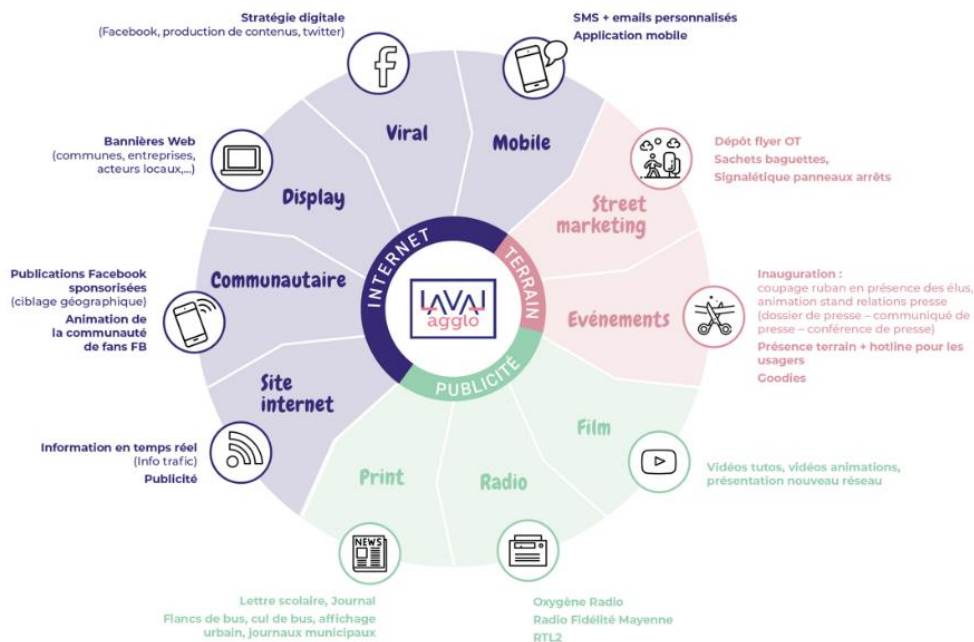 Stratégie digitale
(Facebook, production de contenus, twitter)
SMS + emails personnalisés
Application mobile
Viral
Mobile
Bannières Web
(communes, entreprises,
acteurs locaux,...)
Display
Dépôt flyer OT
Sachets baguettes,
Signalétique panneaux arrêts
Street
marketing
Publications Facebook
sponsorisées
(ciblage géographique)
Animation de
la communauté
de fans FB
Communautaire
INTERNET
TERRAIN
PUBLICITÉ
LAVAL
agglo
Evénements
Inauguration :
coupage ruban en présence des élus,
animation stand relations presse
(dossier de presse – communiqué de
presse – conférence de presse)
Présence terrain + hotline pour les
usagers
Goodies
Site
internet
Information en temps réel
(Info trafic)
Publicité
Film
Vidéos tutos, vidéos animations,
présentation nouveau réseau
Print
Radio
NEWS
Lettre scolaire, Journal
Flancs de bus, cul de bus, affichage
urbain, journaux municipaux
Oxygène Radio
Radio Fidélité Mayenne
RTL2